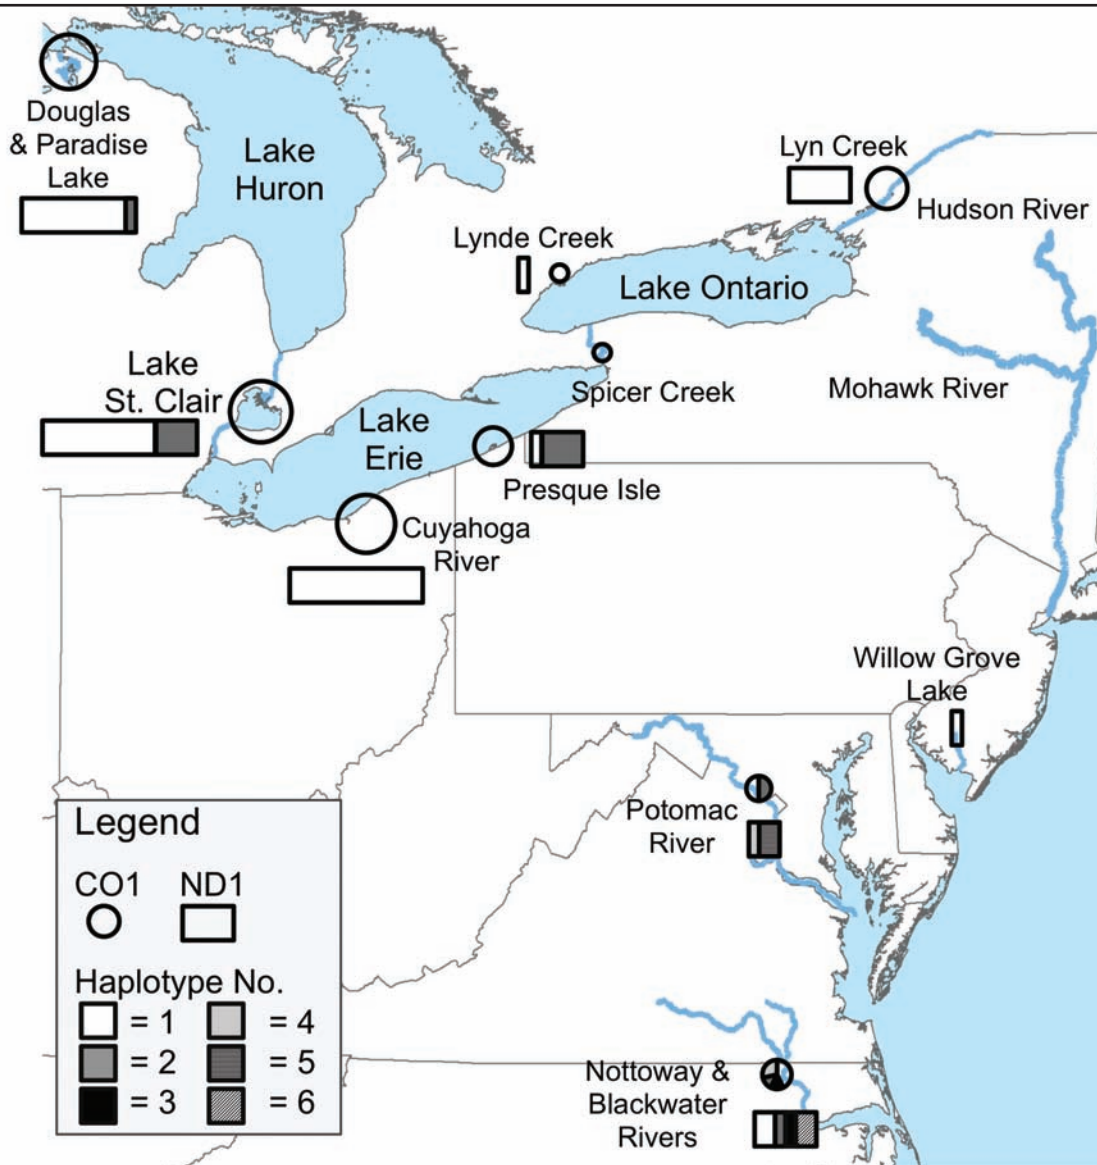 Douglas
& Paradise
Lake
Lake
Huron
Lyn Creek
Hudson River
Lynde Creek
Lake Ontario
Lake
St. Clair
Spicer Creek
Mohawk River
Lake
Erie
Presque Isle
Cuyahoga
River
Willow Grove
Lake
Potomac
River
Legend
CO1 ND1
Haplotype No.
= 1 = 4
= 2 = 5
= 3 = 6
Nottoway &
Blackwater
Rivers